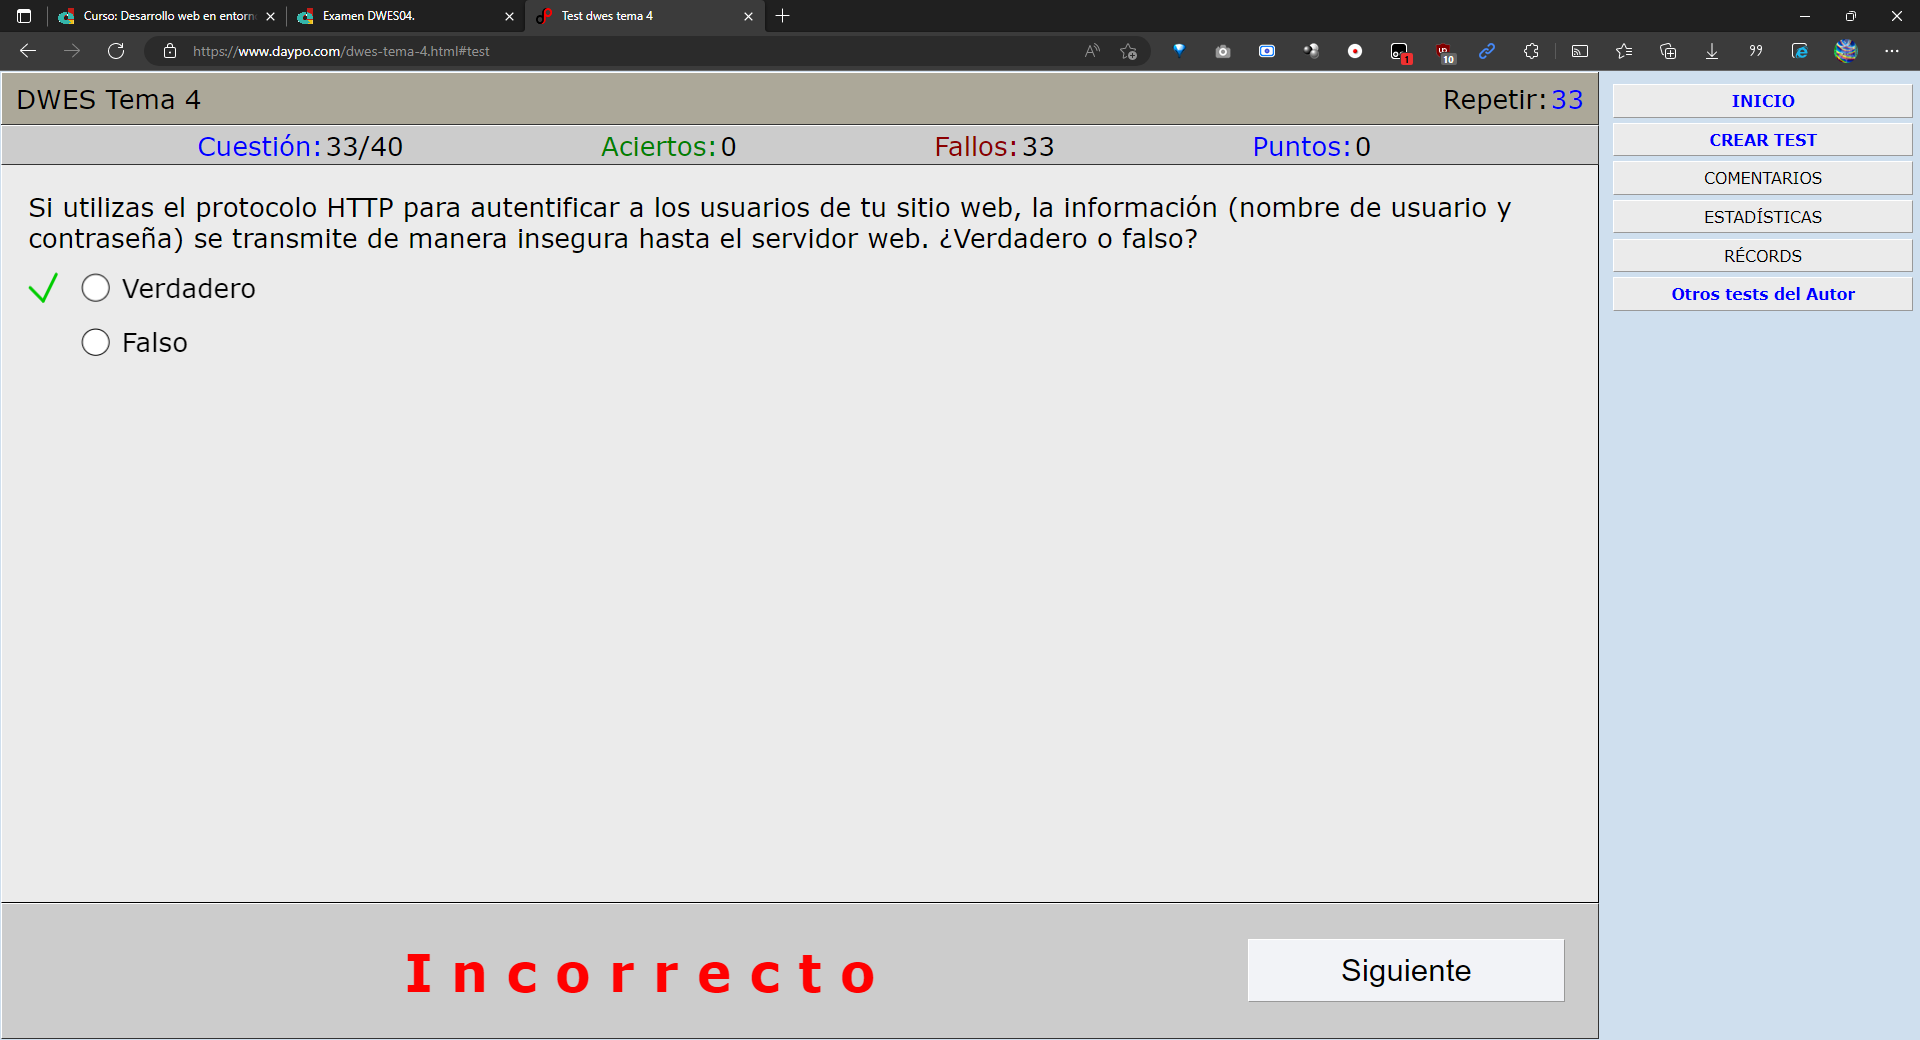 Curso: Desarrollo web en entorn
Examen DWES04.
Test dwes tema 4
https://www.daypo.com/dwes-tema-4.html#test
1
10
DWES Tema 4
Repetir: 33
Cuestión: 33/40
Aciertos: 0
Fallos: 33
Puntos: 0
Si utilizas el protocolo HTTP para autentificar a los usuarios de tu sitio web, la información (nombre de usuario y
contraseña) se transmite de manera insegura hasta el servidor web. ¿Verdadero o falso?
Verdadero
Falso
Incorrecto
Siguiente
INICIO
CREAR TEST
COMENTARIOS
ESTADÍSTICAS
RÉCORDS
Otros tests del Autor